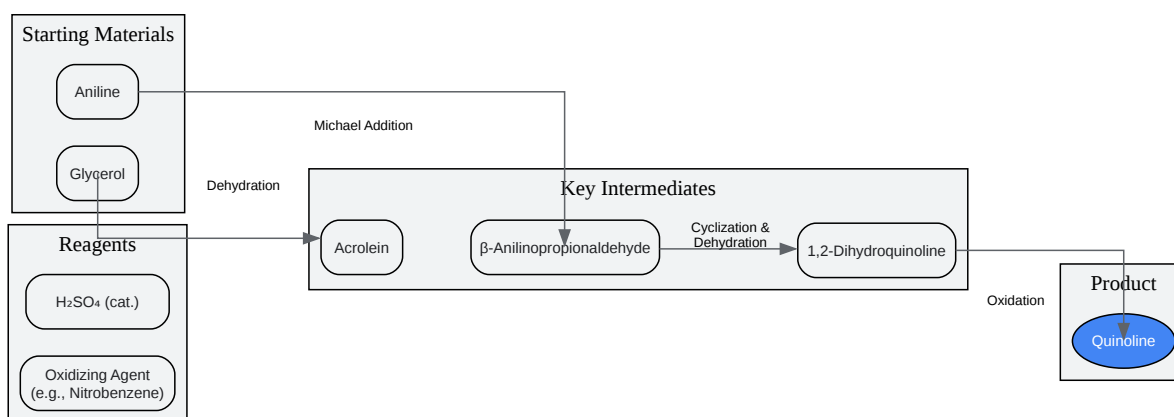 Starting Materials
Aniline
Glycerol
Reagents
H₂SO₄ (cat.)
Oxidizing Agent
(e.g., Nitrobenzene)
Michael Addition
Dehydration
Key Intermediates
Acrolein
β-Anilinopropionaldehyde
Cyclization &
Dehydration
1,2-Dihydroquinoline
Oxidation
Product
Quinoline